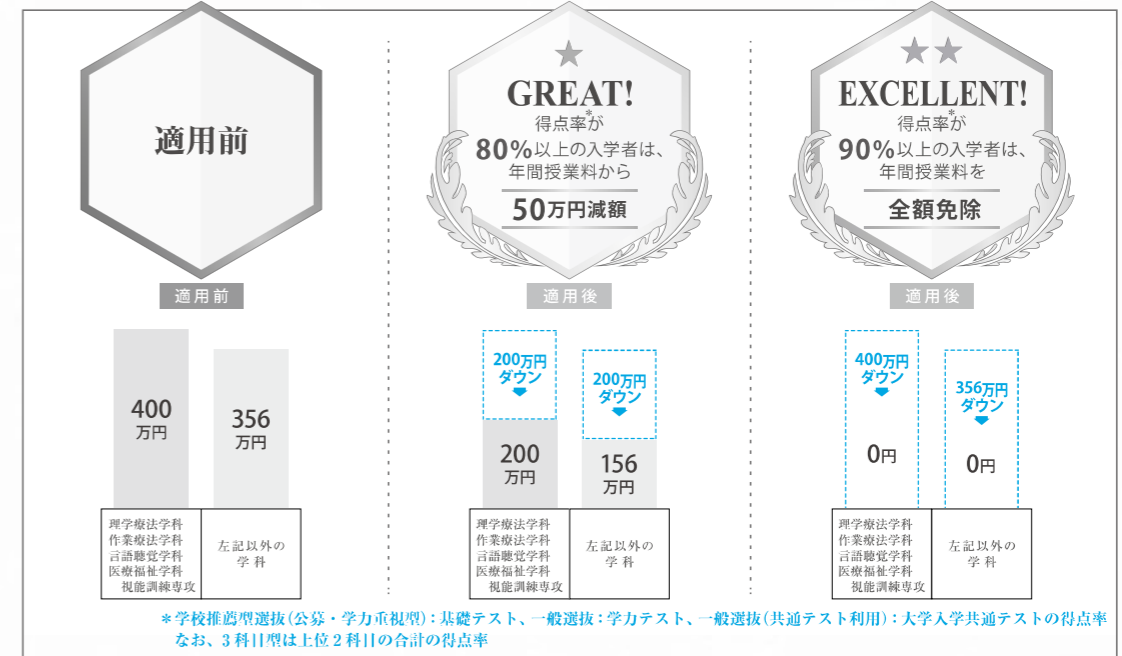 適用前
適用前
400
万円
356
万円
理学療法学科
作業療法学科
言語聴覚学科
医療福祉学科
視能訓練専攻
左記以外の
学科
★
GREAT!
得点率*が
80%以上の入学者は、
年間授業料から
50万円減額
適用後
200万円
ダウン
200万円
ダウン
200
万円
156
万円
理学療法学科
作業療法学科
言語聴覚学科
医療福祉学科
視能訓練専攻
左記以外の
学科
★★
EXCELLENT!
得点率*が
90%以上の入学者は、
年間授業料を
全額免除
適用後
400万円
ダウン
356万円
ダウン
0円
0円
理学療法学科
作業療法学科
言語聴覚学科
医療福祉学科
視能訓練専攻
左記以外の
学科
*学校推薦型選抜(公募・学力重視型):基礎テスト、一般選抜:学力テスト、一般選抜(共通テスト利用):大学入学共通テストの得点率
なお、3科目型は上位2科目の合計の得点率